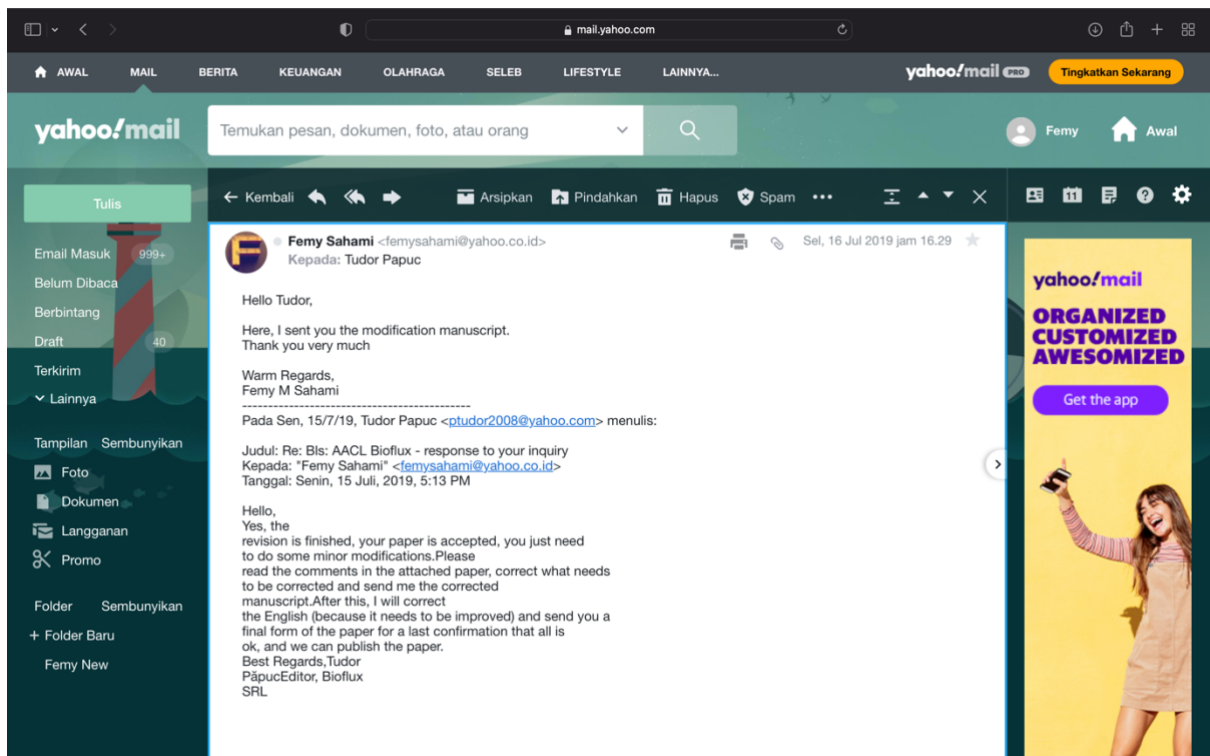 mail.yahoo.com
AWAL MAIL BERITA KEUANGAN OLAHRAGA SELEB LIFESTYLE LAINNYA... yahoo!mail PRO Tingkatkan Sekarang
yahoo!mail Temukan pesan, dokumen, foto, atau orang Femy Awal
Tulis
Kembali Arsipkan Pindahkan Hapus Spam 11
Email Masuk 999+
Belum Dibaca
Berbintang
Draft 40
Terkirim
Lainnya
Tampilan Sembunyikan
Foto
Dokumen
Langganan
Promo
Folder Sembunyikan
+ Folder Baru
Femy New
F
Femy Sahami <femysahami@yahoo.co.id> Sel, 16 Jul 2019 jam 16.29
Kepada: Tudor Papuc
Hello Tudor,
Here, I sent you the modification manuscript.
Thank you very much
Warm Regards,
Femy M Sahami
--------------------------------------------
Pada Sen, 15/7/19, Tudor Papuc <ptudor2008@yahoo.com> menulis:
Judul: Re: Bls: AACL Bioflux - response to your inquiry
Kepada: "Femy Sahami" <femysahami@yahoo.co.id>
Tanggal: Senin, 15 Juli, 2019, 5:13 PM
Hello,
Yes, the
revision is finished, your paper is accepted, you just need
to do some minor modifications.Please
read the comments in the attached paper, correct what needs
to be corrected and send me the corrected
manuscript.After this, I will correct
the English (because it needs to be improved) and send you a
final form of the paper for a last confirmation that all is
ok, and we can publish the paper.
Best Regards,Tudor
PăpucEditor, Bioflux
SRL
yahoo!mail
ORGANIZED
CUSTOMIZED
AWESOMIZED
Get the app